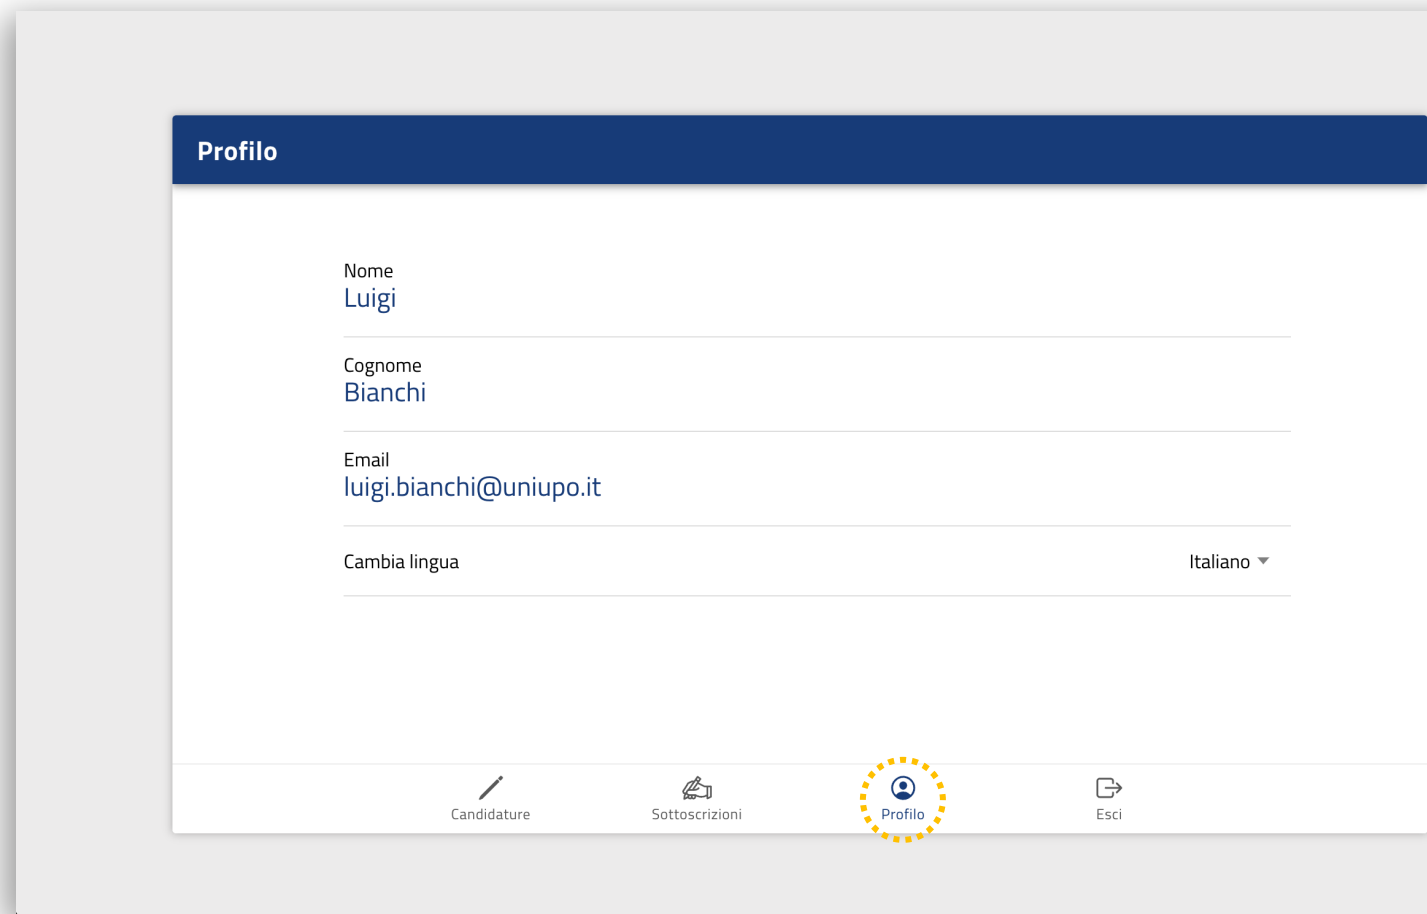 Profilo
Nome
Luigi
Cognome
Bianchi
Email
luigi.bianchi@uniupo.it
Cambia lingua Italiano
Candidature Sottoscrizioni Profilo Esci